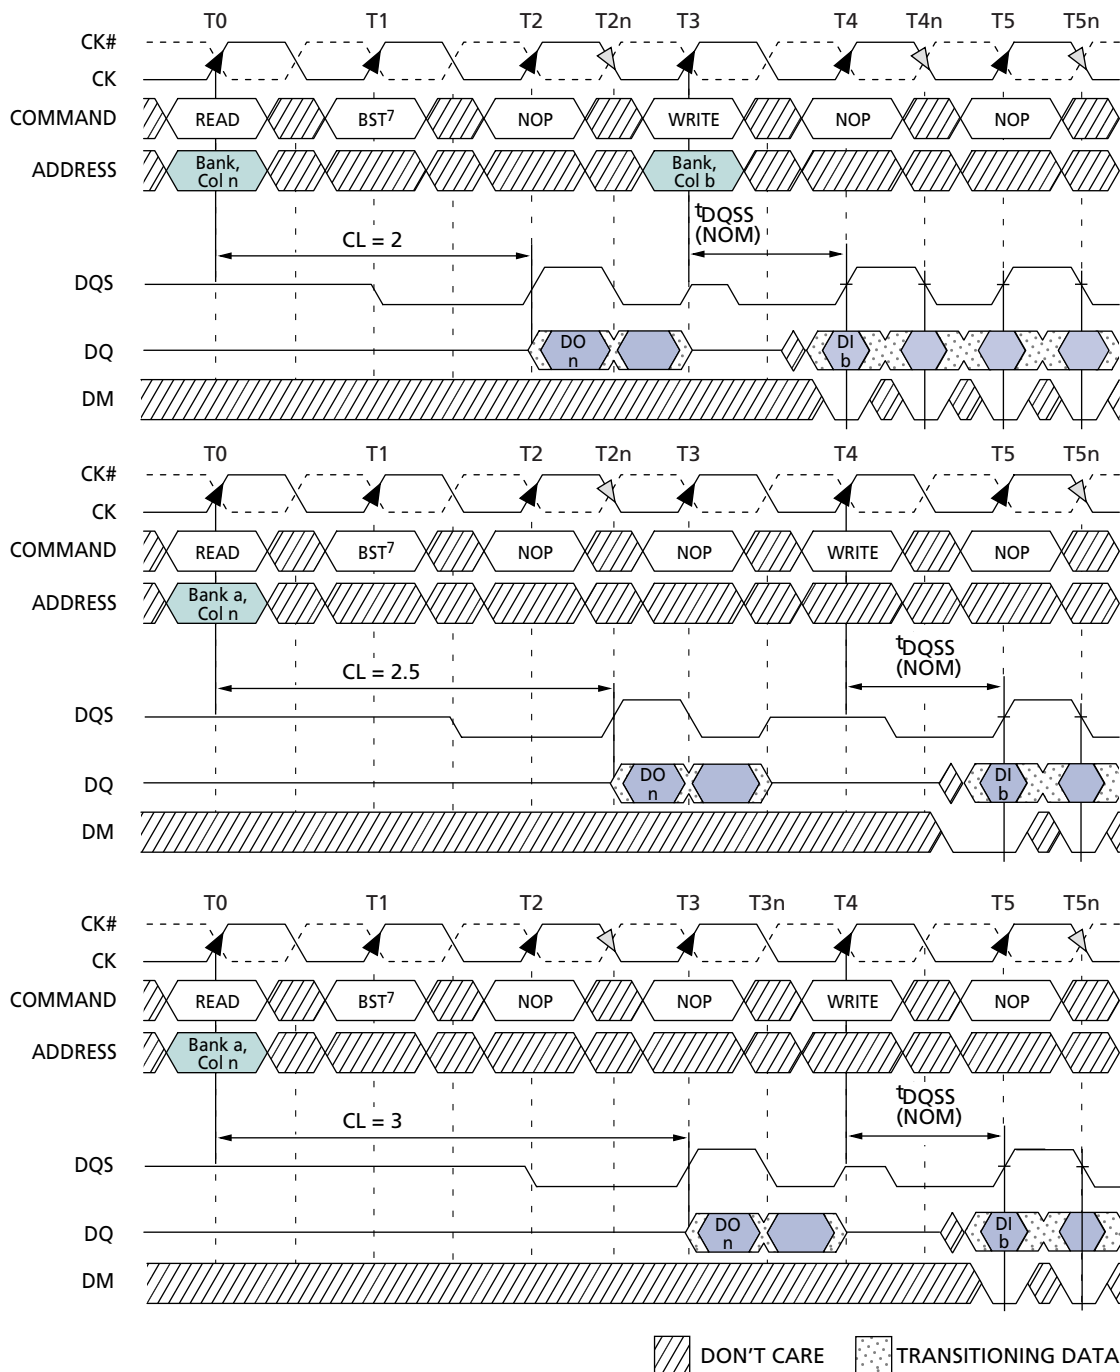 T0 T1 T2 T2n T3 T4 T4n T5 T5n
CK#
CK
COMMAND READ BST7 NOP WRITE NOP NOP
ADDRESS Bank, Col n Bank, Col b
tDQSS (NOM)
CL = 2
DQS
DQ DO n DI b
DM
T0 T1 T2 T2n T3 T4 T5 T5n
CK#
CK
COMMAND READ BST7 NOP NOP WRITE NOP
ADDRESS Bank a, Col n
tDQSS (NOM)
CL = 2.5
DQS
DQ DO n DI b
DM
T0 T1 T2 T3 T3n T4 T5 T5n
CK#
CK
COMMAND READ BST7 NOP NOP WRITE NOP
ADDRESS Bank a, Col n
tDQSS (NOM)
CL = 3
DQS
DQ DO n DI b
DM
DON'T CARE TRANSITIONING DATA